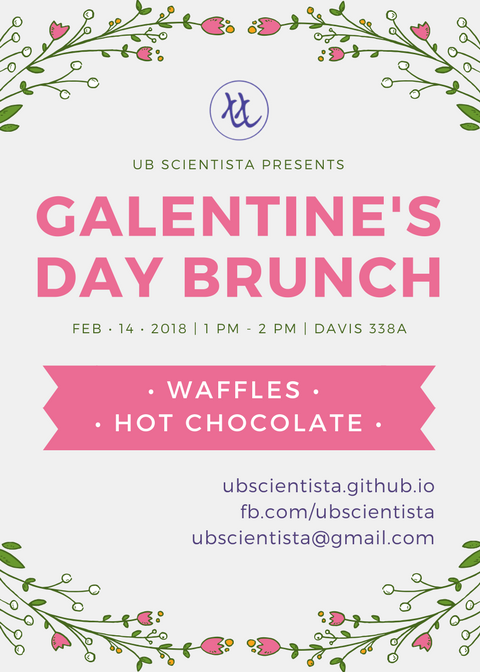 UB SCIENTISTA PRESENTS
GALENTINE'S
DAY BRUNCH
FEB • 14 • 2018 | 1 PM - 2 PM | DAVIS 338A
• WAFFLES •
• HOT CHOCOLATE •
ubscientista.github.io
fb.com/ubscientista
ubscientista@gmail.com